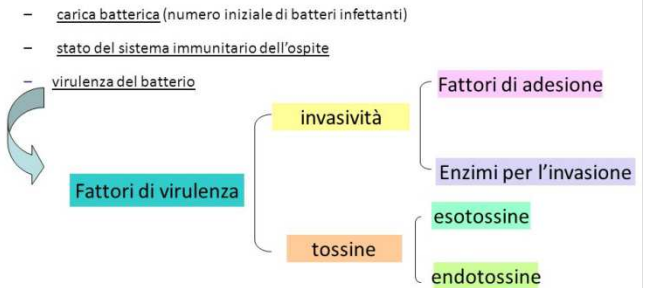 – carica batterica (numero iniziale di batteri infettanti)
– stato del sistema immunitario dell'ospite
– virulenza del batterio
Fattori di virulenza
invasività
Fattori di adesione
Enzimi per l'invasione
tossine
esotossine
endotossine